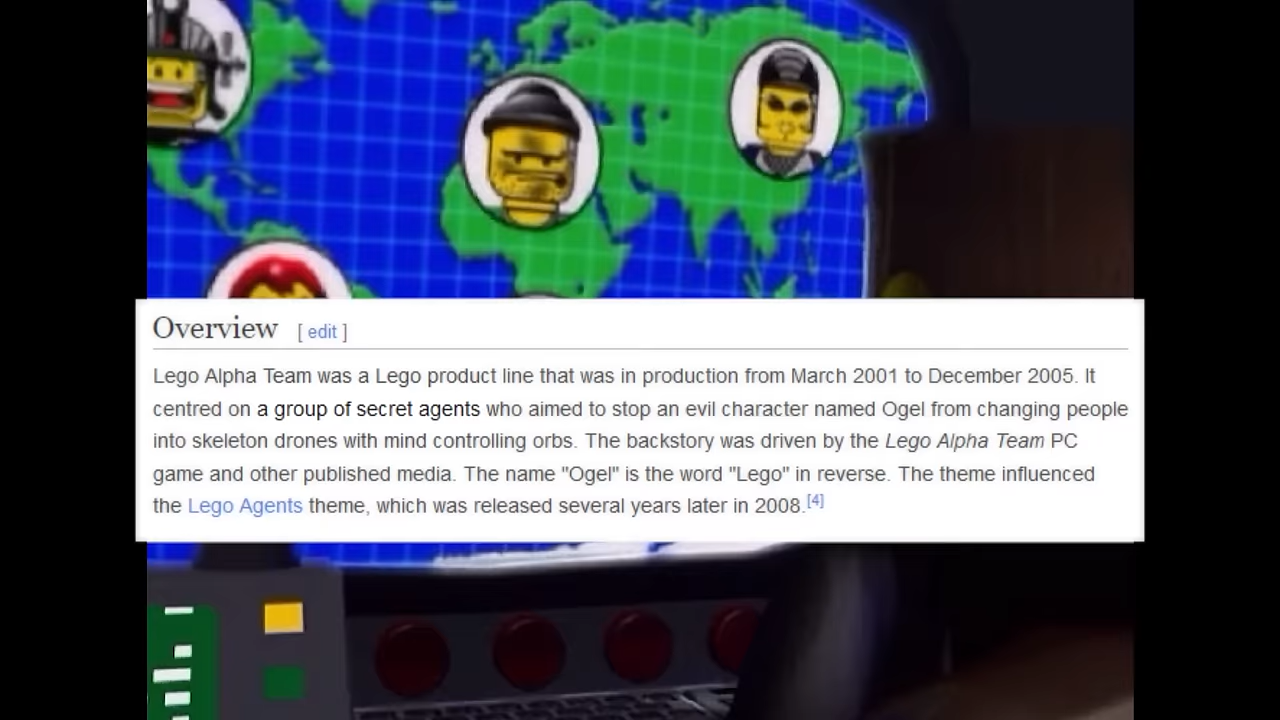 Overview [ edit ]
Lego Alpha Team was a Lego product line that was in production from March 2001 to December 2005. It
centred on a group of secret agents who aimed to stop an evil character named Ogel from changing people
into skeleton drones with mind controlling orbs. The backstory was driven by the Lego Alpha Team PC
game and other published media. The name "Ogel" is the word "Lego" in reverse. The theme influenced
the Lego Agents theme, which was released several years later in 2008.[4]